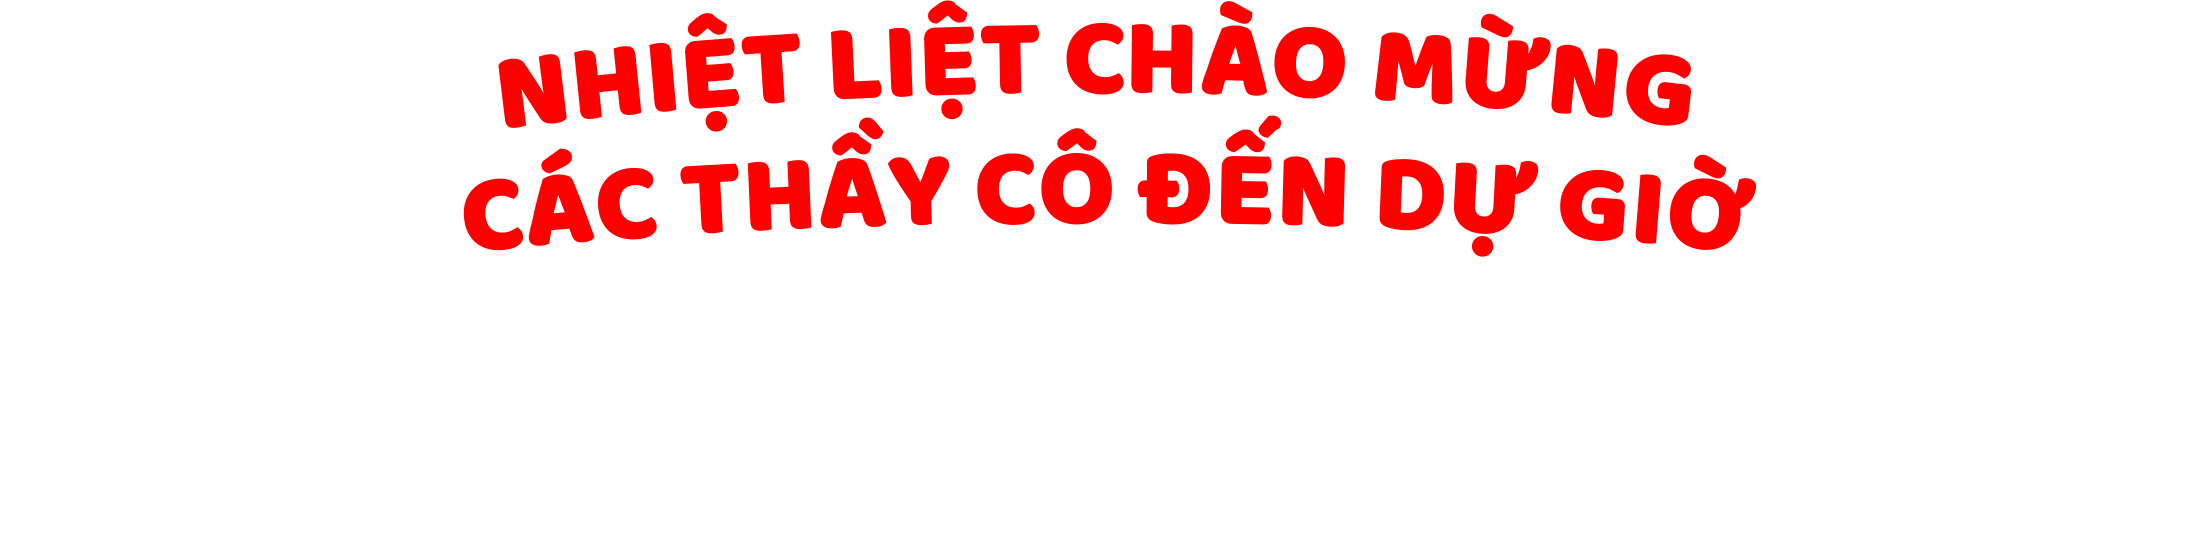 NHIỆT LIỆT CHÀO MỪNG
CÁC THẦY CÔ ĐẾN DỰ GIỜ